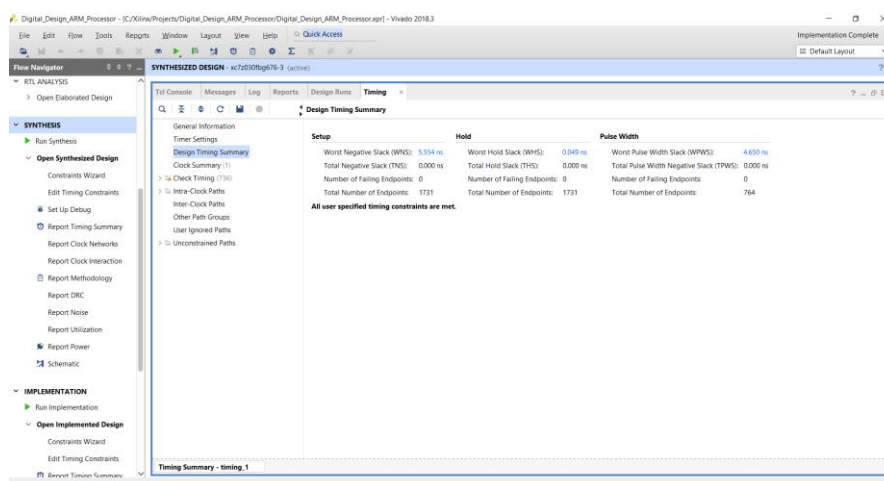 Digital_Design_ARM_Processor - [C:/Xilinx/Projects/Digital_Design_ARM_Processor/Digital_Design_ARM_Processor.xpr] - Vivado 2018.3
File Edit Flow Tools Reports Window Layout View Help Quick Access Implementation Complete
Default Layout
Flow Navigator
SYNTHESIZED DESIGN - xc7z030fbg676-3 (active)
RTL ANALYSIS
Open Elaborated Design
SYNTHESIS
Run Synthesis
Open Synthesized Design
Constraints Wizard
Edit Timing Constraints
Set Up Debug
Report Timing Summary
Report Clock Networks
Report Clock Interaction
Report Methodology
Report DRC
Report Noise
Report Utilization
Report Power
Schematic
IMPLEMENTATION
Run Implementation
Open Implemented Design
Constraints Wizard
Edit Timing Constraints
Report Timing Summary
Tcl Console Messages Log Reports Design Runs Timing
Design Timing Summary
General Information
Timer Settings
Design Timing Summary
Clock Summary (1)
Check Timing (736)
Intra-Clock Paths
Inter-Clock Paths
Other Path Groups
User Ignored Paths
Unconstrained Paths
Setup Hold Pulse Width
Worst Negative Slack (WNS): 5.554 ns Worst Hold Slack (WHS): 0.049 ns Worst Pulse Width Slack (WPWS): 4.650 ns
Total Negative Slack (TNS): 0.000 ns Total Hold Slack (THS): 0.000 ns Total Pulse Width Negative Slack (TPWS): 0.000 ns
Number of Failing Endpoints: 0 Number of Failing Endpoints: 0 Number of Failing Endpoints: 0
Total Number of Endpoints: 1731 Total Number of Endpoints: 1731 Total Number of Endpoints: 764
All user specified timing constraints are met.
Timing Summary - timing_1